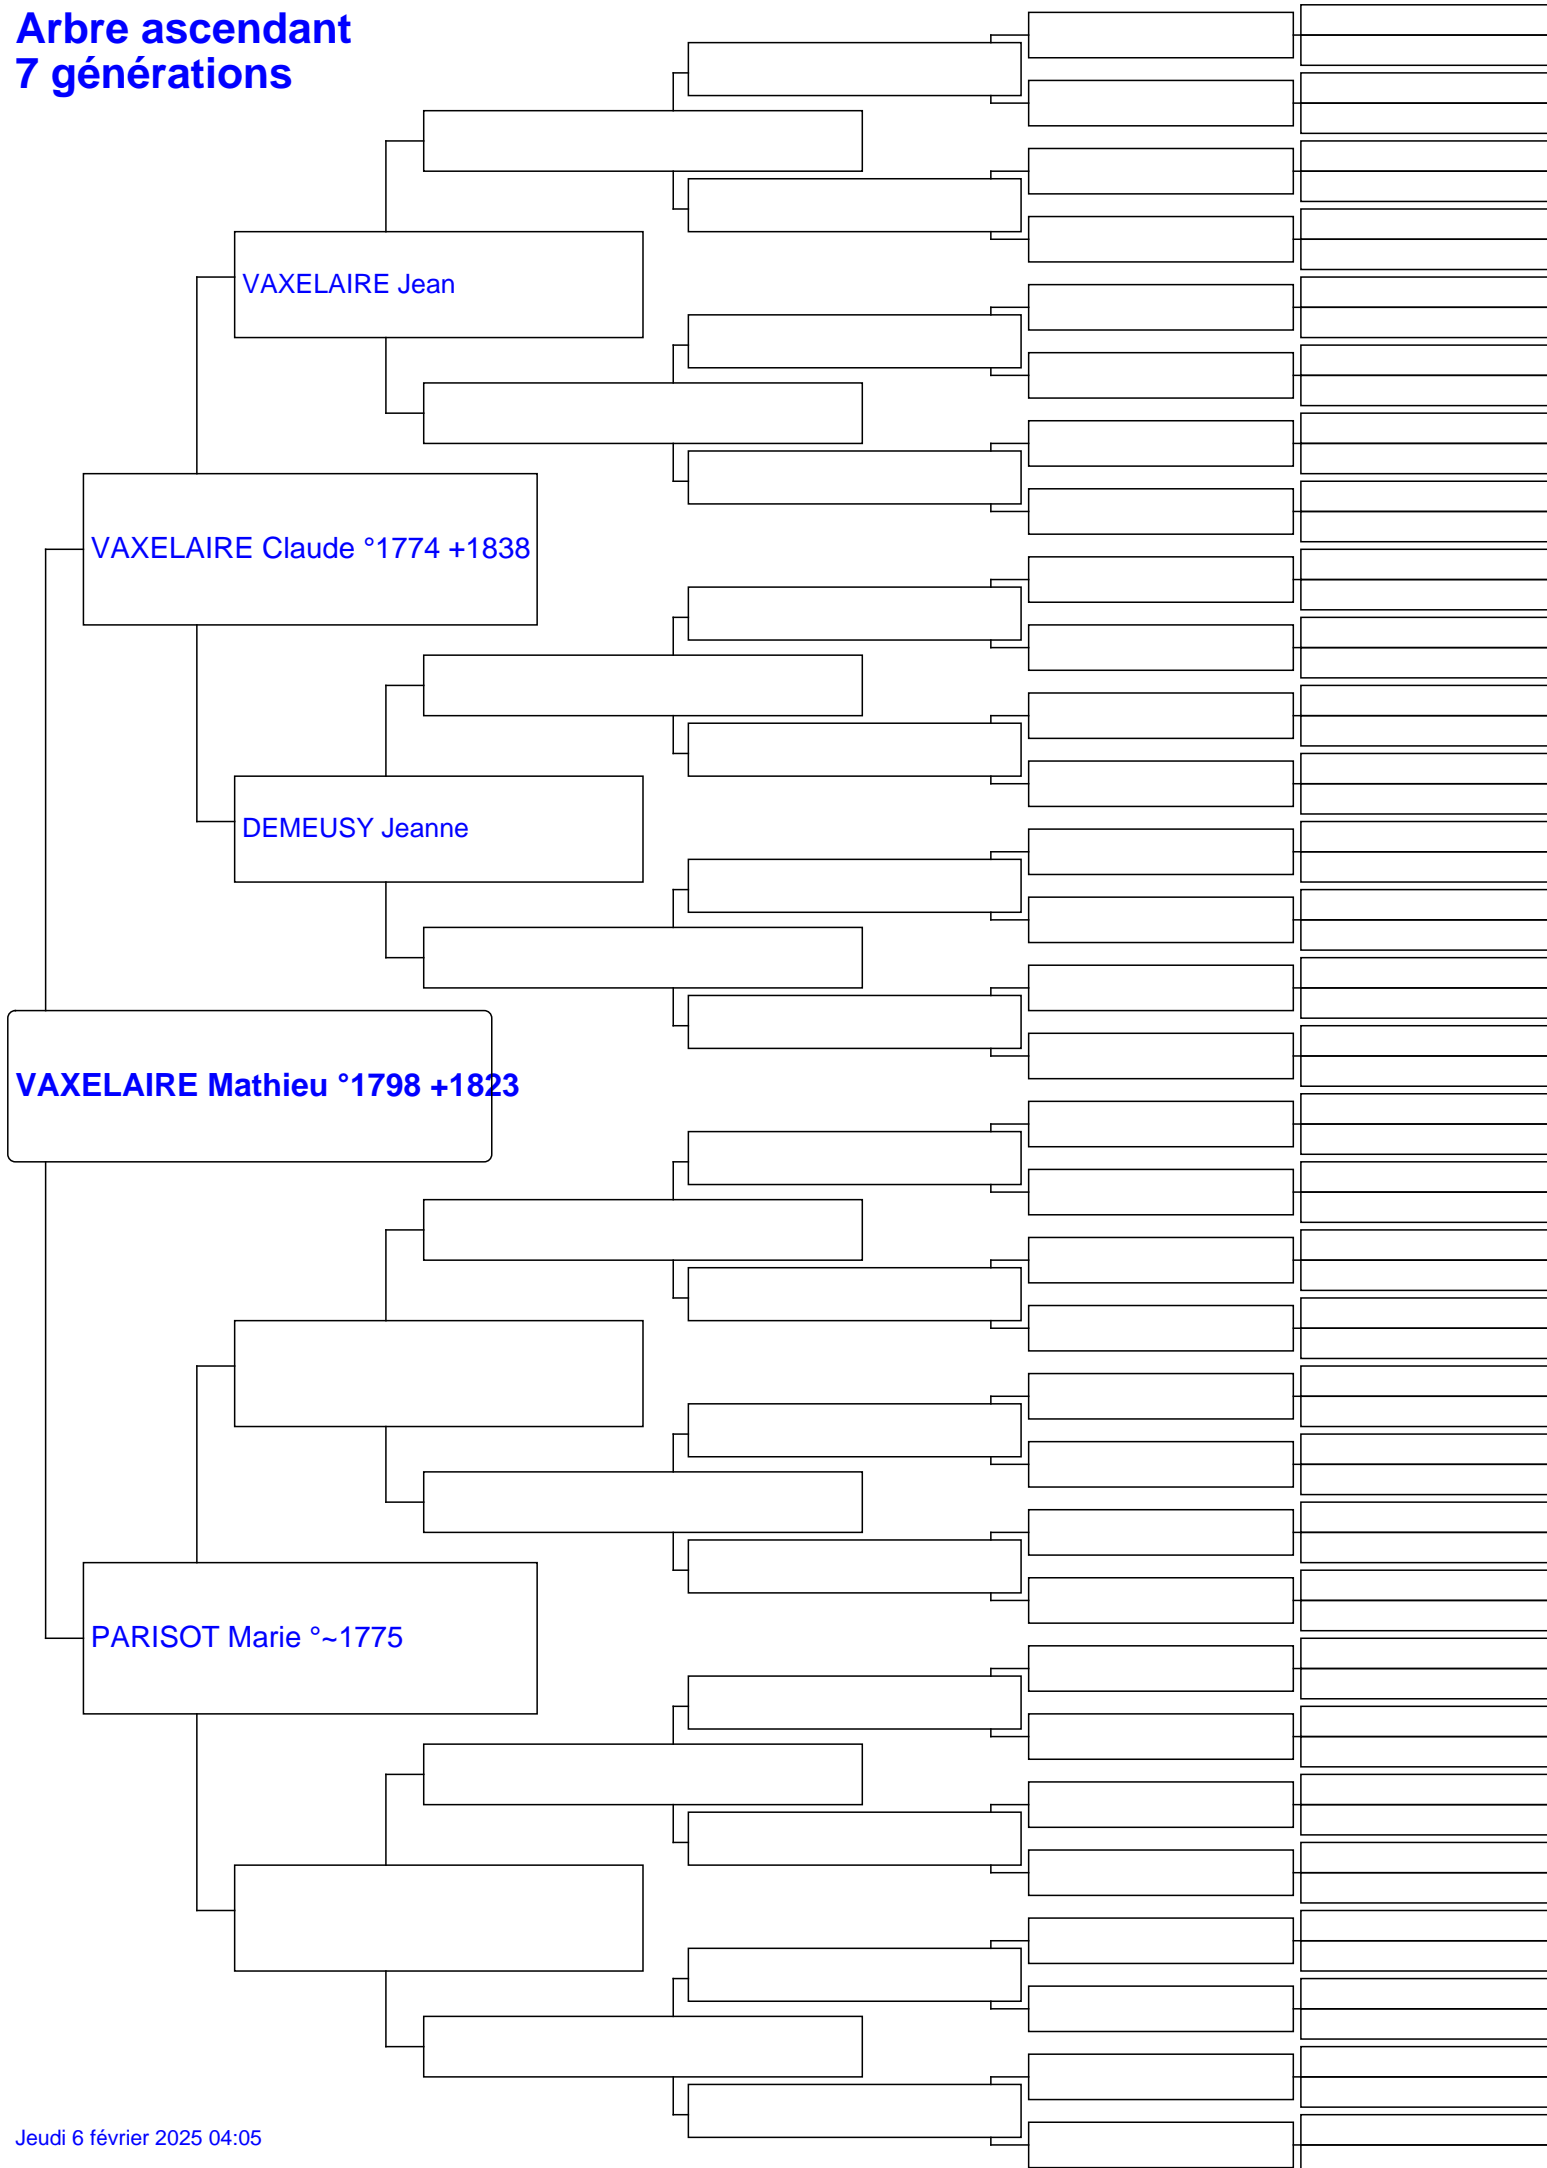 Arbre ascendant
7 générations
VAXELAIRE Jean
VAXELAIRE Claude °1774 +1838
DEMEUSY Jeanne
VAXELAIRE Mathieu °1798 +1823
PARISOT Marie °~1775
Jeudi 6 février 2025 04:05